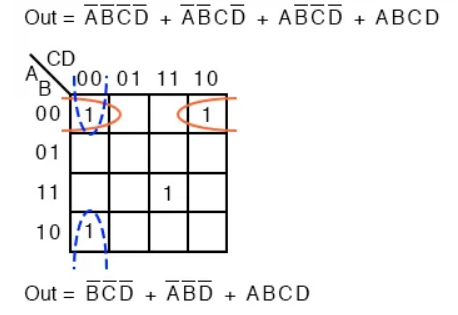 Out = A̅B̅C̅D̅ + A̅B̅CD̅ + AB̅C̅D̅ + ABCD
CD
A
B
00 01 11 10
00 1 1
01
11 1
10 1
Out = B̅C̅D̅ + A̅B̅D̅ + ABCD